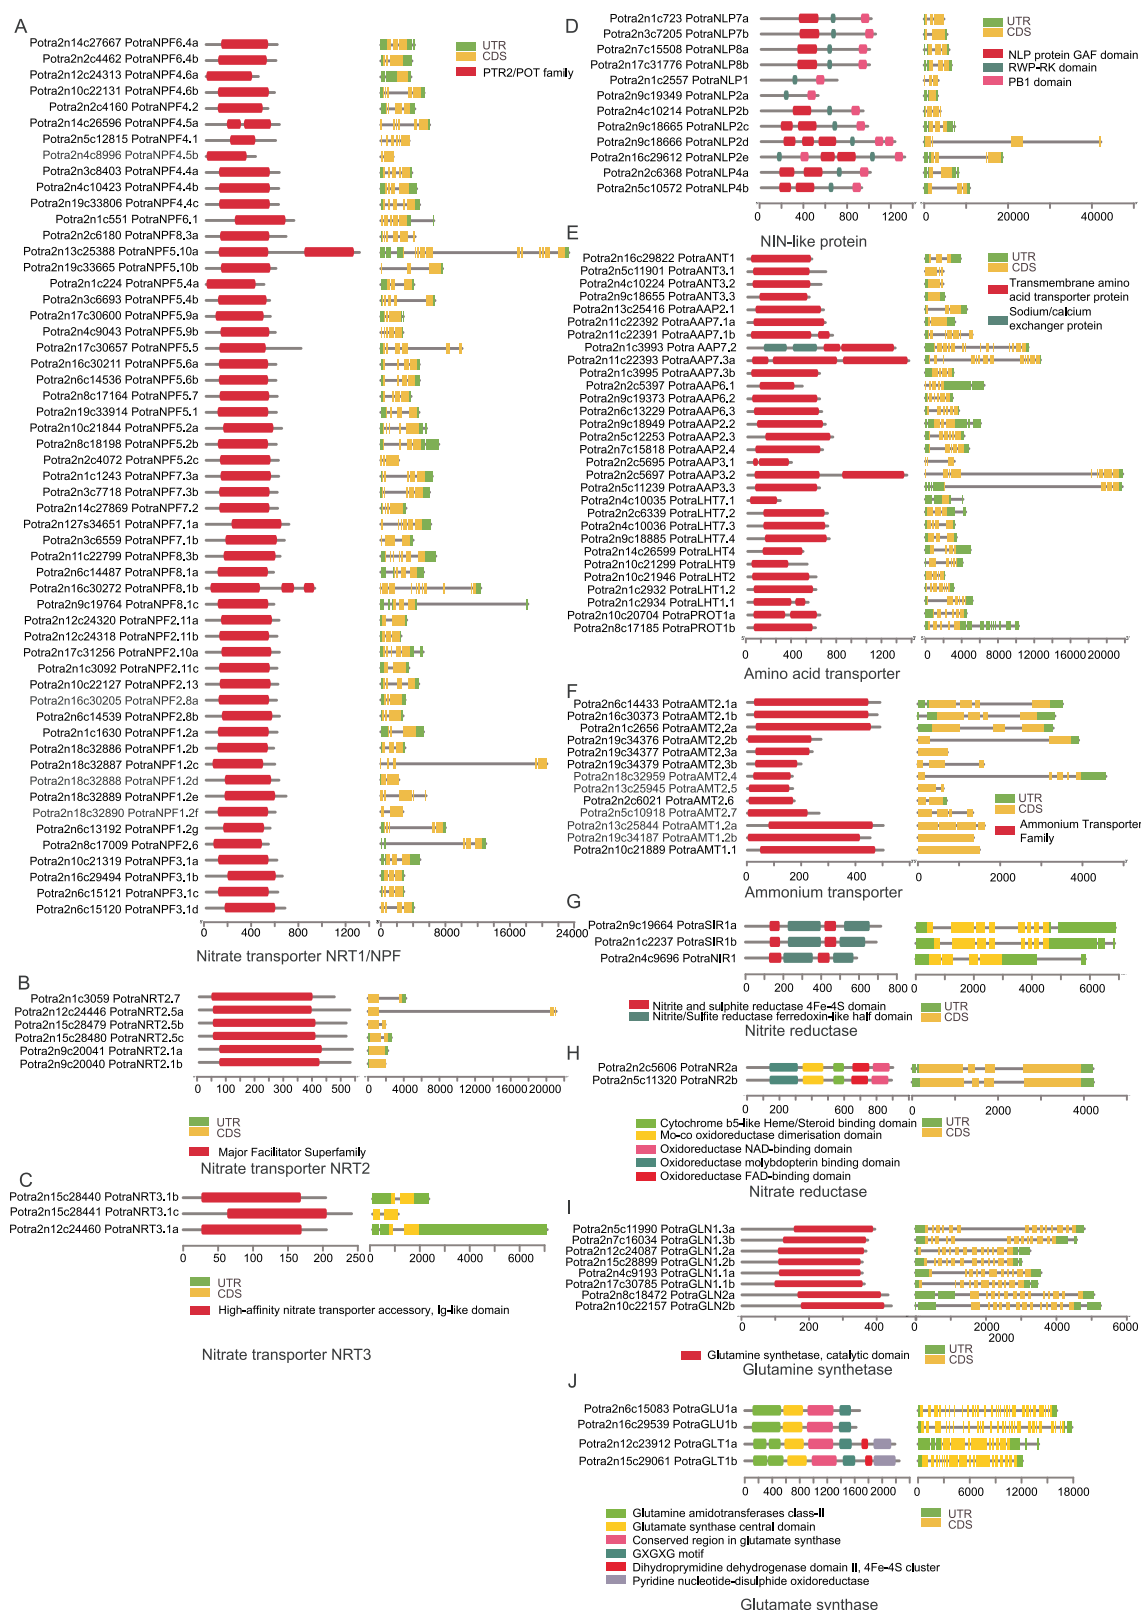 A
Potra2n14c27667 PotraNPF6.4a
Potra2n2c4462 PotraNPF6.4b
Potra2n12c24313 PotraNPF4.6a
Potra2n10c22131 PotraNPF4.6b
Potra2n2c4160 PotraNPF4.2
Potra2n14c26596 PotraNPF4.5a
Potra2n5c12815 PotraNPF4.1
Potra2n4c8996 PotraNPF4.5b
Potra2n3c8403 PotraNPF4.4a
Potra2n4c10423 PotraNPF4.4b
Potra2n19c33806 PotraNPF4.4c
Potra2n1c551 PotraNPF6.1
Potra2n2c6180 PotraNPF8.3a
Potra2n13c25388 PotraNPF5.10a
Potra2n19c33665 PotraNPF5.10b
Potra2n1c224 PotraNPF5.4a
Potra2n3c6693 PotraNPF5.4b
Potra2n17c30600 PotraNPF5.9a
Potra2n4c9043 PotraNPF5.9b
Potra2n17c30657 PotraNPF5.5
Potra2n16c30211 PotraNPF5.6a
Potra2n6c14536 PotraNPF5.6b
Potra2n8c17164 PotraNPF5.7
Potra2n19c33914 PotraNPF5.1
Potra2n10c21844 PotraNPF5.2a
Potra2n8c18198 PotraNPF5.2b
Potra2n2c4072 PotraNPF5.2c
Potra2n1c1243 PotraNPF7.3a
Potra2n3c7718 PotraNPF7.3b
Potra2n14c27869 PotraNPF7.2
Potra2n127s34651 PotraNPF7.1a
Potra2n3c6559 PotraNPF7.1b
Potra2n11c22799 PotraNPF8.3b
Potra2n6c14487 PotraNPF8.1a
Potra2n16c30272 PotraNPF8.1b
Potra2n9c19764 PotraNPF8.1c
Potra2n12c24320 PotraNPF2.11a
Potra2n12c24318 PotraNPF2.11b
Potra2n17c31256 PotraNPF2.10a
Potra2n1c3092 PotraNPF2.11c
Potra2n10c22127 PotraNPF2.13
Potra2n16c30205 PotraNPF2.8a
Potra2n6c14539 PotraNPF2.8b
Potra2n1c1630 PotraNPF1.2a
Potra2n18c32886 PotraNPF1.2b
Potra2n18c32887 PotraNPF1.2c
Potra2n18c32888 PotraNPF1.2d
Potra2n18c32889 PotraNPF1.2e
Potra2n18c32890 PotraNPF1.2f
Potra2n6c13192 PotraNPF1.2g
Potra2n8c17009 PotraNPF2.6
Potra2n10c21319 PotraNPF3.1a
Potra2n16c29494 PotraNPF3.1b
Potra2n6c15121 PotraNPF3.1c
Potra2n6c15120 PotraNPF3.1d
UTR
CDS
PTR2/POT family
0 400 800 1200
0 4000 8000 12000 16000 20000 24000
Nitrate transporter NRT1/NPF
B
Potra2n1c3059 PotraNRT2.7
Potra2n12c24446 PotraNRT2.5a
Potra2n15c28479 PotraNRT2.5b
Potra2n15c28480 PotraNRT2.5c
Potra2n9c20041 PotraNRT2.1a
Potra2n9c20040 PotraNRT2.1b
0 100 200 300 400 500
0 4000 8000 12000 16000 20000
UTR
CDS
Major Facilitator Superfamily
Nitrate transporter NRT2
C
Potra2n15c28440 PotraNRT3.1b
Potra2n15c28441 PotraNRT3.1c
Potra2n12c24460 PotraNRT3.1a
0 50 100 150 200 250
0 2000 4000 6000
UTR
CDS
High-affinity nitrate transporter accessory, Ig-like domain
Nitrate transporter NRT3
D
Potra2n1c723 PotraNLP7a
Potra2n3c7205 PotraNLP7b
Potra2n7c15508 PotraNLP8a
Potra2n17c31776 PotraNLP8b
Potra2n1c2557 PotraNLP1
Potra2n9c19349 PotraNLP2a
Potra2n4c10214 PotraNLP2b
Potra2n9c18665 PotraNLP2c
Potra2n9c18666 PotraNLP2d
Potra2n16c29612 PotraNLP2e
Potra2n2c6368 PotraNLP4a
Potra2n5c10572 PotraNLP4b
UTR
CDS
NLP protein GAF domain
RWP-RK domain
PB1 domain
0 200 400 600 800 1000 1200
0 10000 20000 30000 40000 50000
NIN-like protein
E
Potra2n16c29822 PotraANT1
Potra2n5c11901 PotraANT3.1
Potra2n4c10224 PotraANT3.2
Potra2n9c18655 PotraANT3.3
Potra2n13c25416 PotraAAP2.1
Potra2n11c22392 PotraAAP7.1a
Potra2n11c22391 PotraAAP7.1b
Potra2n1c3993 Potra AAP7.2
Potra2n11c22393 PotraAAP7.3a
Potra2n1c3995 PotraAAP7.3b
Potra2n2c5397 PotraAAP6.1
Potra2n9c19373 PotraAAP6.2
Potra2n6c13229 PotraAAP6.3
Potra2n9c18949 PotraAAP2.2
Potra2n5c12253 PotraAAP2.3
Potra2n7c15818 PotraAAP2.4
Potra2n2c5695 PotraAAP3.1
Potra2n2c5697 PotraAAP3.2
Potra2n5c11239 PotraAAP3.3
Potra2n4c10035 PotraLHT7.1
Potra2n2c6339 PotraLHT7.2
Potra2n4c10036 PotraLHT7.3
Potra2n9c18885 PotraLHT7.4
Potra2n14c26599 PotraLHT4
Potra2n10c21299 PotraLHT9
Potra2n10c21946 PotraLHT2
Potra2n1c2932 PotraLHT1.2
Potra2n1c2934 PotraLHT1.1
Potra2n10c20704 PotraPROT1a
Potra2n8c17185 PotraPROT1b
UTR
CDS
Transmembrane amino
acid transporter protein
Sodium/calcium
exchanger protein
0 400 800 1200
0 4000 8000 12000 16000 20000 24000
Amino acid transporter
F
Potra2n6c14433 PotraAMT2.1a
Potra2n16c30373 PotraAMT2.1b
Potra2n1c2656 PotraAMT2.2a
Potra2n19c34376 PotraAMT2.2b
Potra2n19c34377 PotraAMT2.3a
Potra2n19c34379 PotraAMT2.3b
Potra2n18c32959 PotraAMT2.4
Potra2n13c25945 PotraAMT2.5
Potra2n2c6021 PotraAMT2.6
Potra2n5c10918 PotraAMT2.7
Potra2n13c25844 PotraAMT1.2a
Potra2n19c34187 PotraAMT1.2b
Potra2n10c21889 PotraAMT1.1
UTR
CDS
Ammonium Transporter
Family
0 100 200 300 400 500
0 2000 4000
Ammonium transporter
G
Potra2n9c19664 PotraSIR1a
Potra2n1c2237 PotraSIR1b
Potra2n4c9696 PotraNIR1
0 100 200 300 400 500 600 700 800
0 2000 4000 6000
Nitrite and sulphite reductase 4Fe-4S domain
Nitrite/Sulfite reductase ferredoxin-like half domain
UTR
CDS
Nitrite reductase
H
Potra2n2c5606 PotraNR2a
Potra2n5c11320 PotraNR2b
0 200 400 600 800
0 2000 4000
Cytochrome b5-like Heme/Steroid binding domain
Mo-co oxidoreductase dimerisation domain
Oxidoreductase NAD-binding domain
Oxidoreductase molybdopterin binding domain
Oxidoreductase FAD-binding domain
UTR
CDS
Nitrate reductase
I
Potra2n5c11990 PotraGLN1.3a
Potra2n7c16034 PotraGLN1.3b
Potra2n12c24087 PotraGLN1.2a
Potra2n15c28899 PotraGLN1.2b
Potra2n4c9193 PotraGLN1.1a
Potra2n17c30785 PotraGLN1.1b
Potra2n8c18472 PotraGLN2a
Potra2n10c22157 PotraGLN2b
0 100 200 300 400
0 2000 4000 6000
Glutamine synthetase, catalytic domain
UTR
CDS
Glutamine synthetase
J
Potra2n6c15083 PotraGLU1a
Potra2n16c29539 PotraGLU1b
Potra2n12c23912 PotraGLT1a
Potra2n15c29061 PotraGLT1b
0 400 800 1200 1600 2000
0 6000 12000 18000
Glutamine amidotransferases class-II
Glutamate synthase central domain
Conserved region in glutamate synthase
GXGXG motif
Dihydroprymidine dehydrogenase domain II, 4Fe-4S cluster
Pyridine nucleotide-disulphide oxidoreductase
UTR
CDS
Glutamate synthase